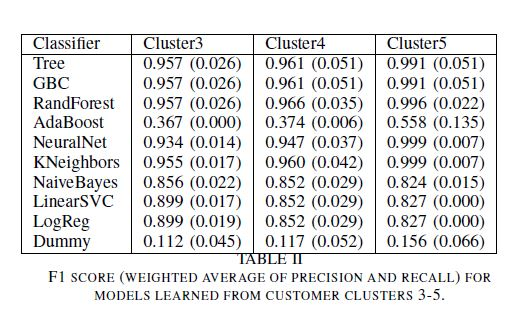 Classifier Cluster3 Cluster4 Cluster5
Tree 0.957 (0.026) 0.961 (0.051) 0.991 (0.051)
GBC 0.957 (0.026) 0.961 (0.051) 0.991 (0.051)
RandForest 0.957 (0.026) 0.966 (0.035) 0.996 (0.022)
AdaBoost 0.367 (0.000) 0.374 (0.006) 0.558 (0.135)
NeuralNet 0.934 (0.014) 0.947 (0.037) 0.999 (0.007)
KNeighbors 0.955 (0.017) 0.960 (0.042) 0.999 (0.007)
NaiveBayes 0.856 (0.022) 0.852 (0.029) 0.824 (0.015)
LinearSVC 0.899 (0.017) 0.852 (0.029) 0.827 (0.000)
LogReg 0.899 (0.019) 0.852 (0.029) 0.827 (0.000)
Dummy 0.112 (0.045) 0.117 (0.052) 0.156 (0.066)
TABLE II
F1 SCORE (WEIGHTED AVERAGE OF PRECISION AND RECALL) FOR
MODELS LEARNED FROM CUSTOMER CLUSTERS 3-5.